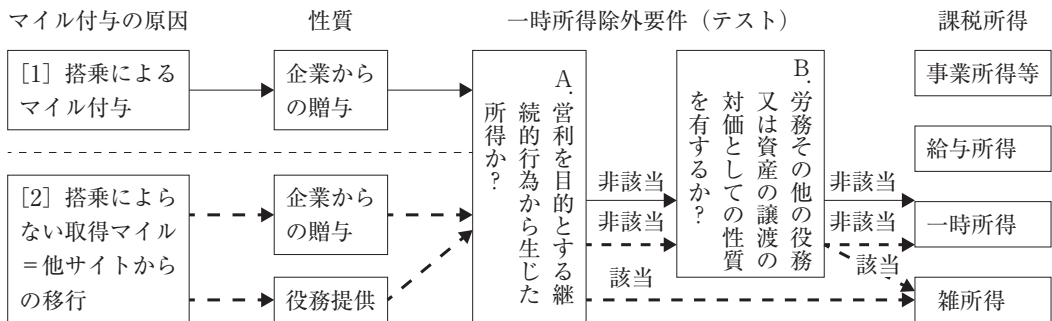 マイル付与の原因
性質
一時所得除外要件（テスト）
課税所得
［1］搭乗による
マイル付与
企業から
の贈与
［2］搭乗によら
ない取得マイル
＝他サイトから
の移行
企業から
の贈与
役務提供
A．営利を目的とする継
続的行為から生じた
所得か？
非該当
非該当
該当
B．労務その他の役務
又は資産の譲渡の
対価としての性質
を有するか？
非該当
非該当
該当
事業所得等
給与所得
一時所得
雑所得